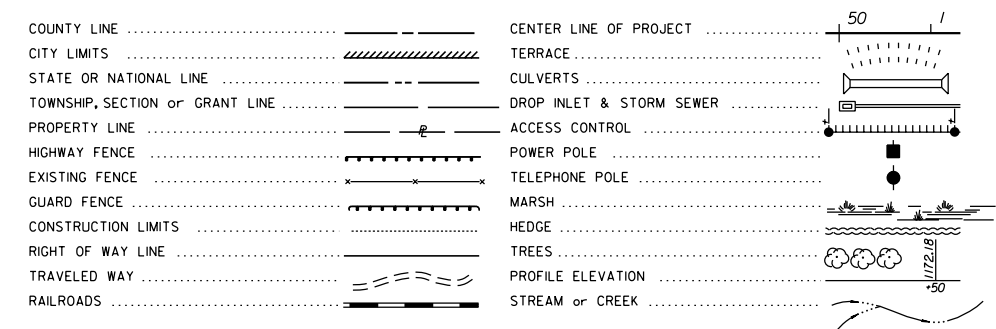 COUNTY LINE
CITY LIMITS
STATE OR NATIONAL LINE
TOWNSHIP, SECTION or GRANT LINE
PROPERTY LINE PL
HIGHWAY FENCE
EXISTING FENCE
GUARD FENCE
CONSTRUCTION LIMITS
RIGHT OF WAY LINE
TRAVELED WAY
RAILROADS
50 1
CENTER LINE OF PROJECT
TERRACE
CULVERTS
DROP INLET & STORM SEWER
ACCESS CONTROL
POWER POLE
TELEPHONE POLE
MARSH
HEDGE
TREES
1172.18
PROFILE ELEVATION
+50
STREAM or CREEK